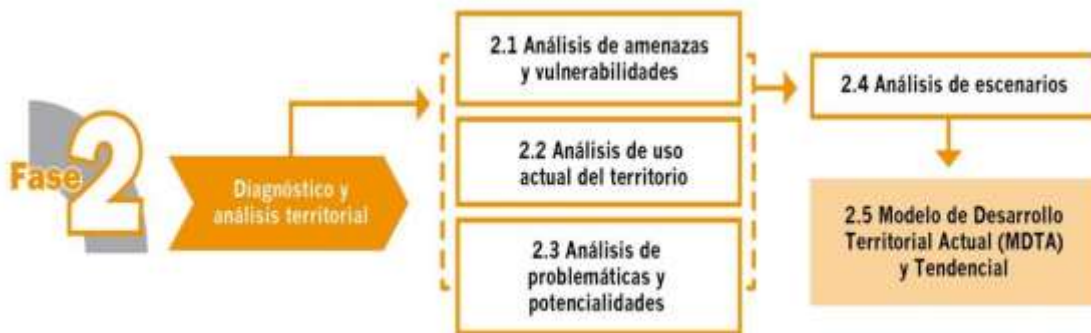 Fase 2
Diagnóstico y
análisis territorial
2.1 Análisis de amenazas
y vulnerabilidades
2.2 Análisis de uso
actual del territorio
2.3 Análisis de
problemáticas y
potencialidades
2.4 Análisis de escenarios
2.5 Modelo de Desarrollo
Territorial Actual (MDTA)
y Tendencial